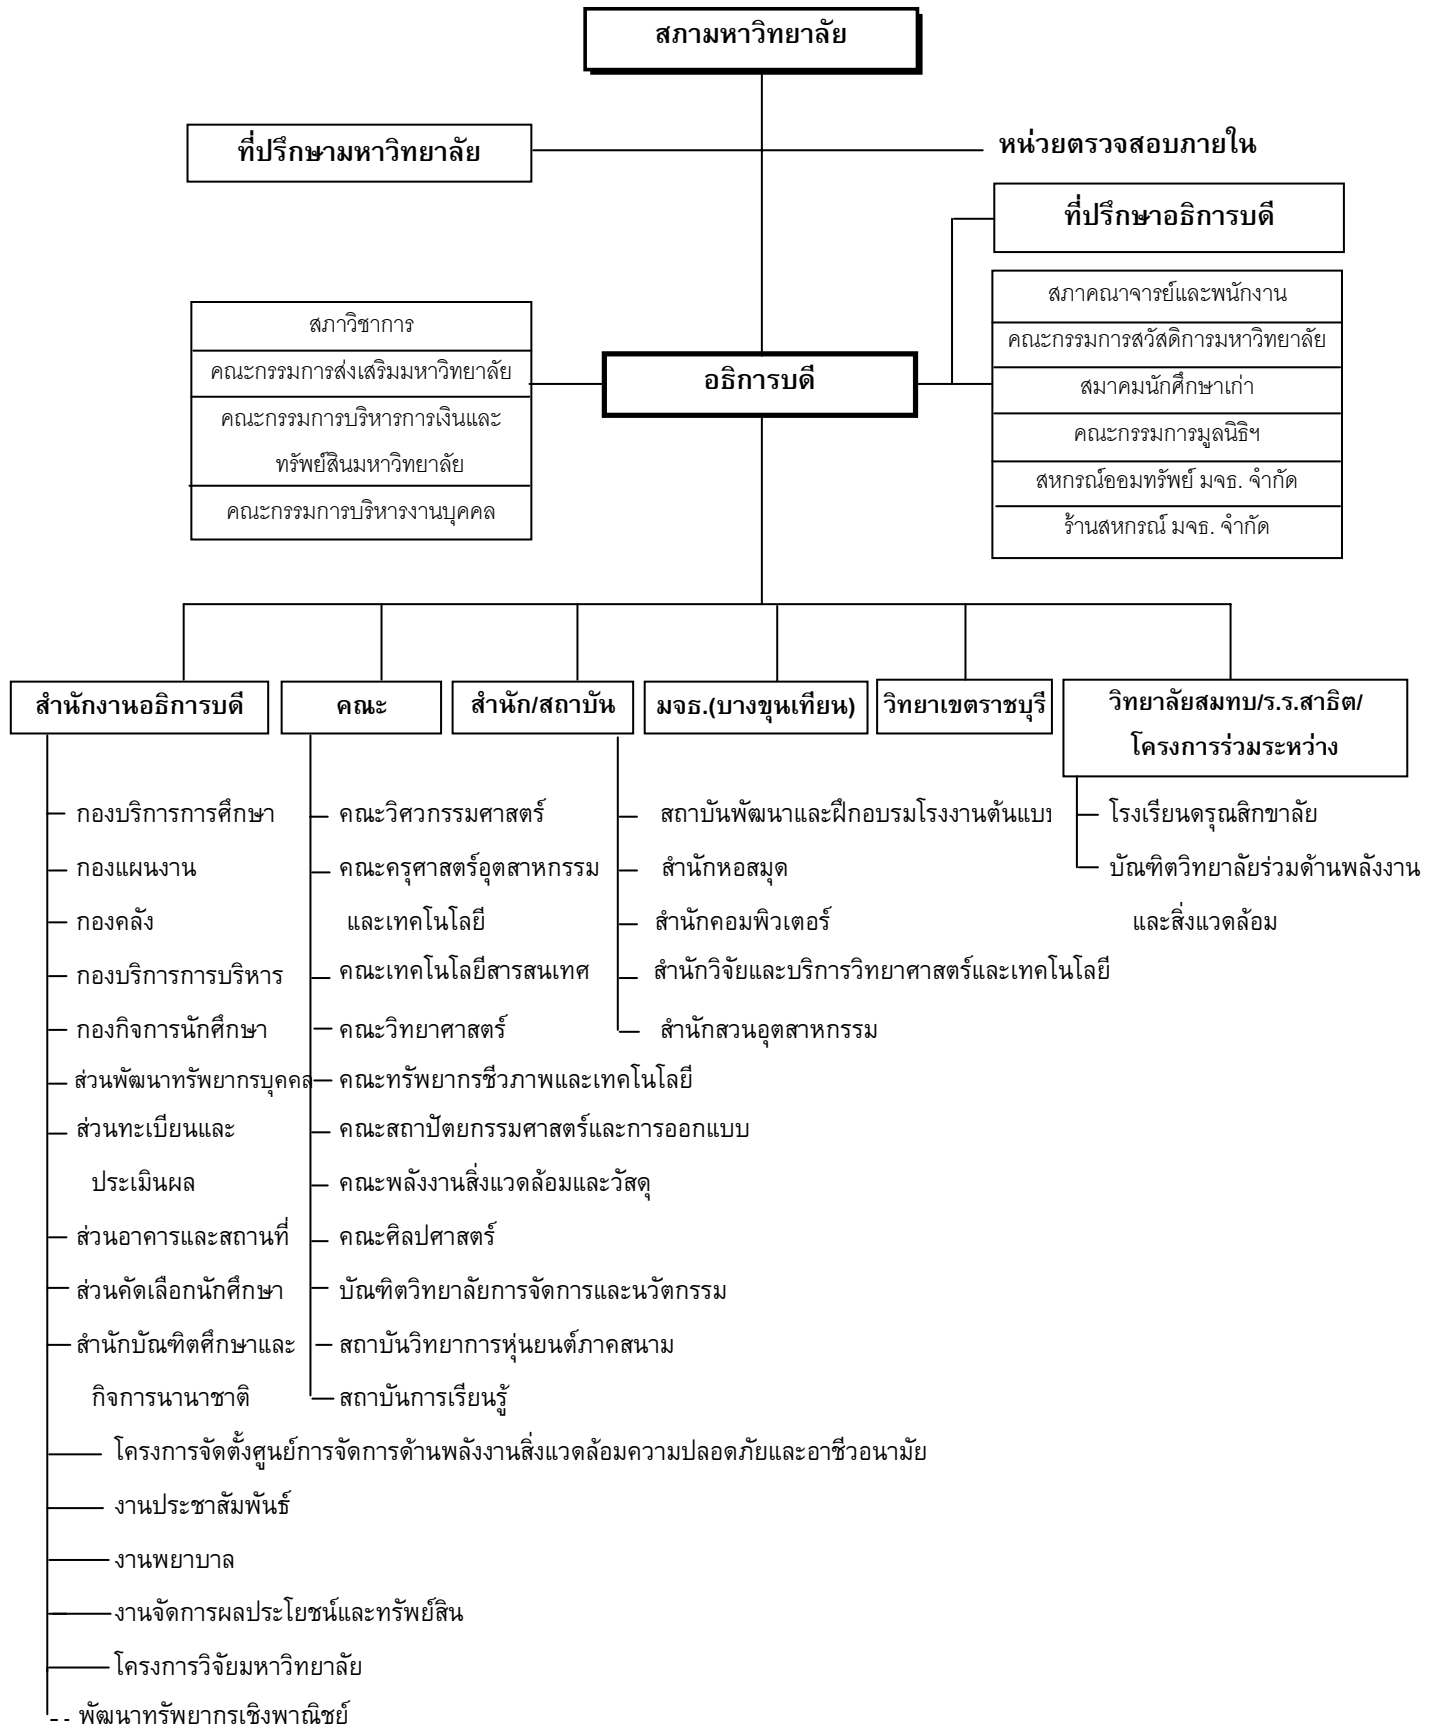 สภามหาวิทยาลัย
ที่ปรึกษามหาวิทยาลัย
หน่วยตรวจสอบภายใน
ที่ปรึกษาอธิการบดี
สภาวิชาการ
คณะกรรมการส่งเสริมมหาวิทยาลัย
คณะกรรมการบริหารการเงินและ
ทรัพย์สินมหาวิทยาลัย
คณะกรรมการบริหารงานบุคคล
อธิการบดี
สภาคณาจารย์และพนักงาน
คณะกรรมการสวัสดิการมหาวิทยาลัย
สมาคมนักศึกษาเก่า
คณะกรรมการมูลนิธิฯ
สหกรณ์ออมทรัพย์ มจธ. จำกัด
ร้านสหกรณ์ มจธ. จำกัด
สำนักงานอธิการบดี
กองบริการการศึกษา
กองแผนงาน
กองคลัง
กองบริการการบริหาร
กองกิจการนักศึกษา
ส่วนพัฒนาทรัพยากรบุคคล
ส่วนทะเบียนและ
ประเมินผล
ส่วนอาคารและสถานที่
ส่วนคัดเลือกนักศึกษา
สำนักบัณฑิตศึกษาและ
กิจการนานาชาติ
โครงการจัดตั้งศูนย์การจัดการด้านพลังงานสิ่งแวดล้อมความปลอดภัยและอาชีวอนามัย
งานประชาสัมพันธ์
งานพยาบาล
งานจัดการผลประโยชน์และทรัพย์สิน
โครงการวิจัยมหาวิทยาลัย
พัฒนาทรัพยากรเชิงพาณิชย์
คณะ
คณะวิศวกรรมศาสตร์
คณะครุศาสตร์อุตสาหกรรม
และเทคโนโลยี
คณะเทคโนโลยีสารสนเทศ
คณะวิทยาศาสตร์
คณะทรัพยากรชีวภาพและเทคโนโลยี
คณะสถาปัตยกรรมศาสตร์และการออกแบบ
คณะพลังงานสิ่งแวดล้อมและวัสดุ
คณะศิลปศาสตร์
บัณฑิตวิทยาลัยการจัดการและนวัตกรรม
สถาบันวิทยาการหุ่นยนต์ภาคสนาม
สถาบันการเรียนรู้
สำนัก/สถาบัน
สถาบันพัฒนาและฝึกอบรมโรงงานต้นแบบ
สำนักหอสมุด
สำนักคอมพิวเตอร์
สำนักวิจัยและบริการวิทยาศาสตร์และเทคโนโลยี
สำนักสวนอุตสาหกรรม
มจธ.(บางขุนเทียน)
วิทยาเขตราชบุรี
วิทยาลัยสมทบ/ร.ร.สาธิต/
โครงการร่วมระหว่าง
โรงเรียนดรุณสิกขาลัย
บัณฑิตวิทยาลัยร่วมด้านพลังงาน
และสิ่งแวดล้อม